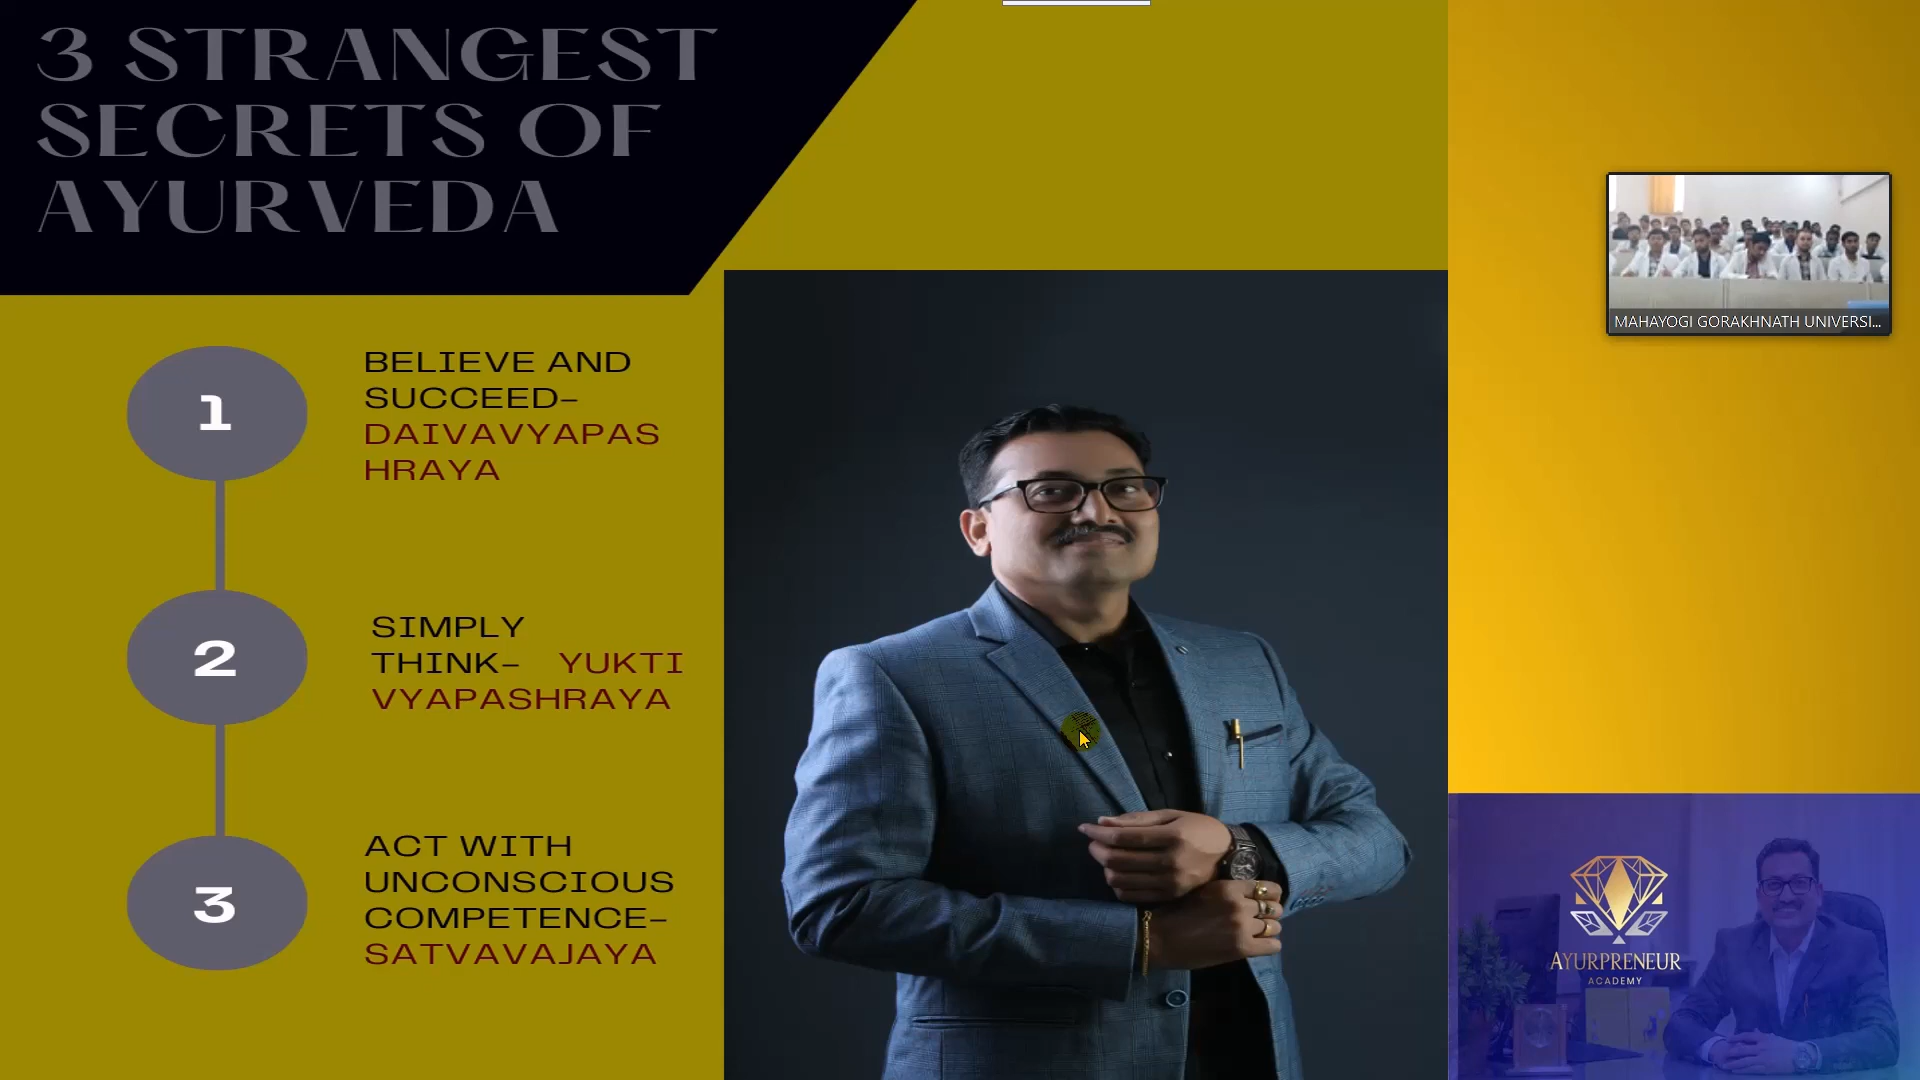 3 STRANGEST
SECRETS OF
AYURVEDA
1
BELIEVE AND
SUCCEED-
DAIVAVYAPAS
HRAYA
2
SIMPLY
THINK- YUKTI
VYAPASHRAYA
3
ACT WITH
UNCONSCIOUS
COMPETENCE-
SATVAVAJAYA
MAHAYOGI GORAKHNATH UNIVERSI...
AYURPRENEUR
ACADEMY